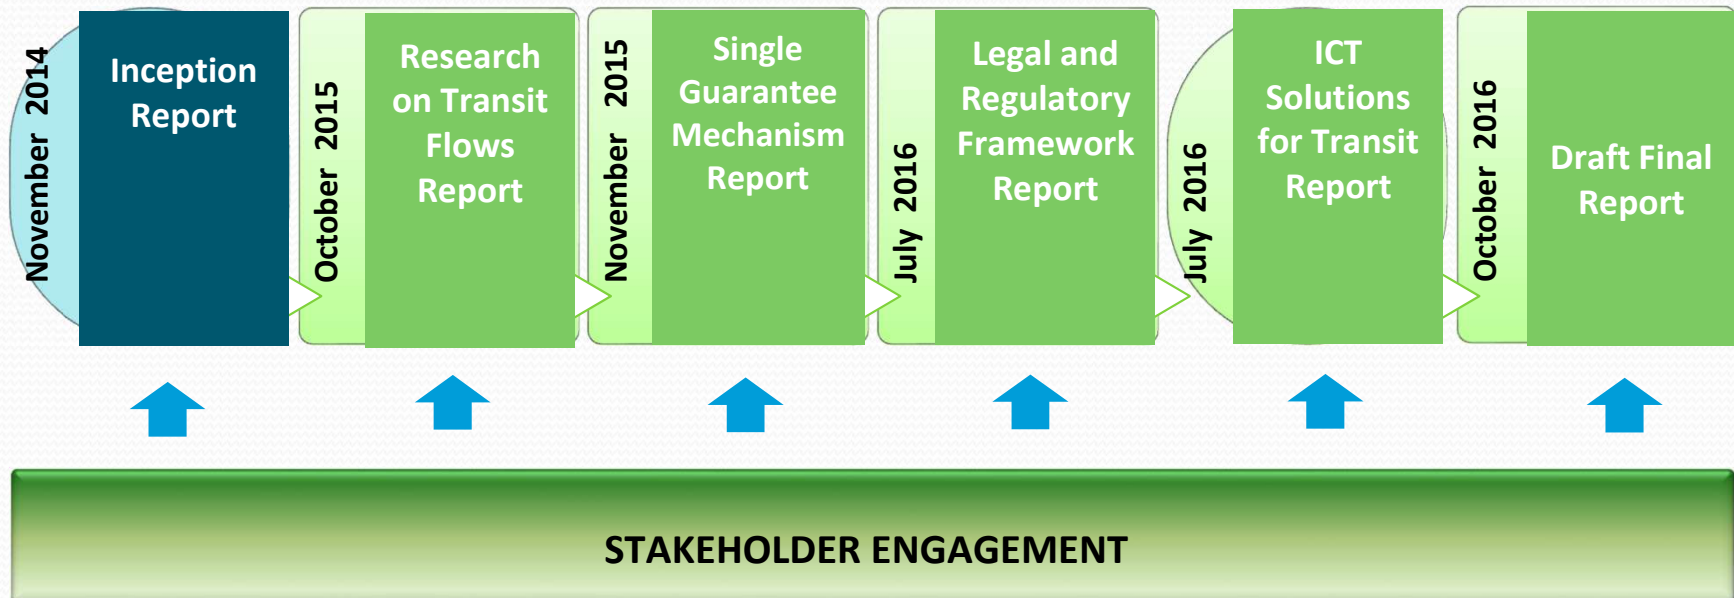 November 2014
Inception
Report
October 2015
Research
on Transit
Flows
Report
November 2015
Single
Guarantee
Mechanism
Report
July 2016
Legal and
Regulatory
Framework
Report
July 2016
ICT
Solutions
for Transit
Report
October 2016
Draft Final
Report
STAKEHOLDER ENGAGEMENT